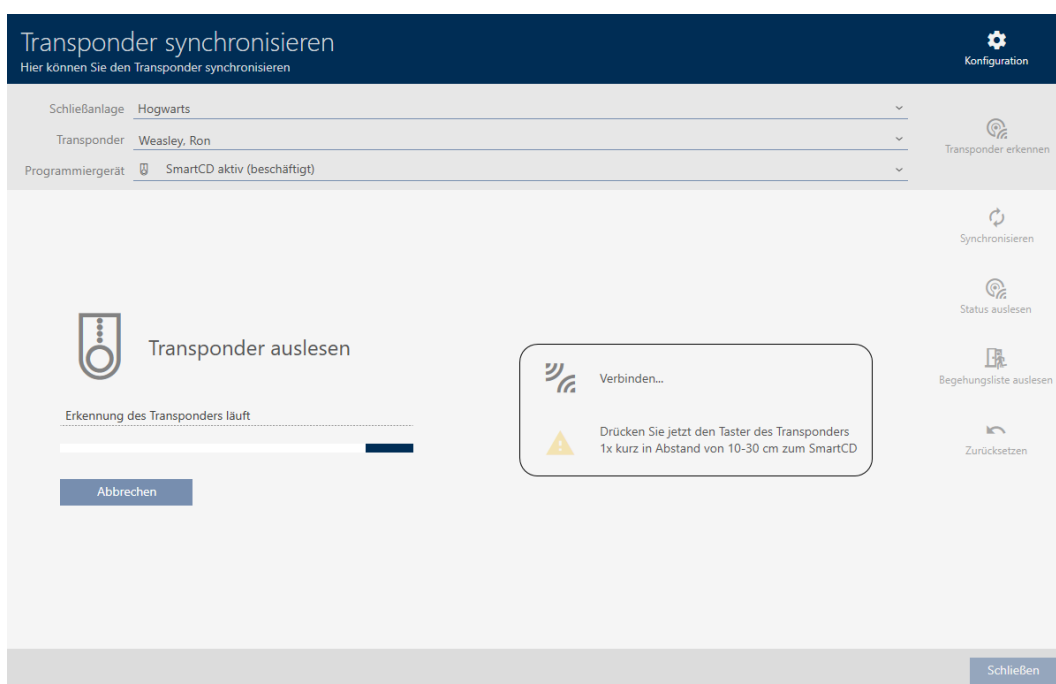 Transponder synchronisieren
Hier können Sie den Transponder synchronisieren
Konfiguration
Schließanlage Hogwarts
Transponder Weasley, Ron
Programmiergerät SmartCD aktiv (beschäftigt)
Transponder erkennen
Synchronisieren
Status auslesen
Begehungsliste auslesen
Zurücksetzen
Transponder auslesen
Erkennung des Transponders läuft
Abbrechen
Verbinden...
Drücken Sie jetzt den Taster des Transponders
1x kurz in Abstand von 10-30 cm zum SmartCD
Schließen